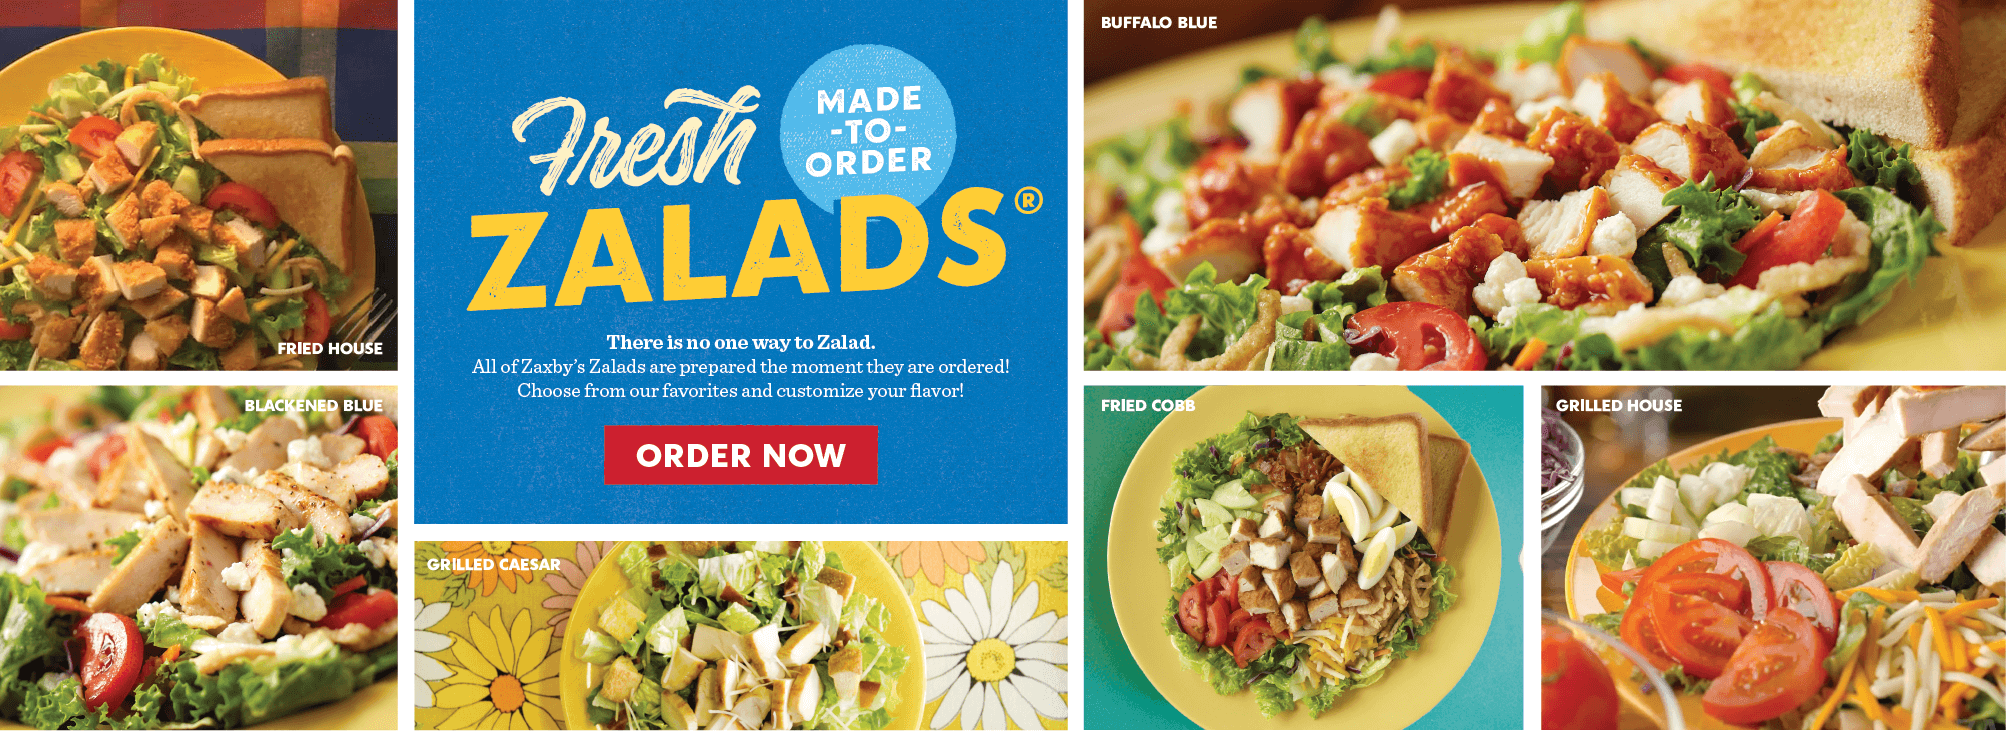 FRIED HOUSE
BLACKENED BLUE
Fresh
MADE
-TO-
ORDER
ZALADS®
There is no one way to Zalad.
All of Zaxby's Zalads are prepared the moment they are ordered!
Choose from our favorites and customize your flavor!
ORDER NOW
GRILLED CAESAR
BUFFALO BLUE
FRIED COBB
GRILLED HOUSE